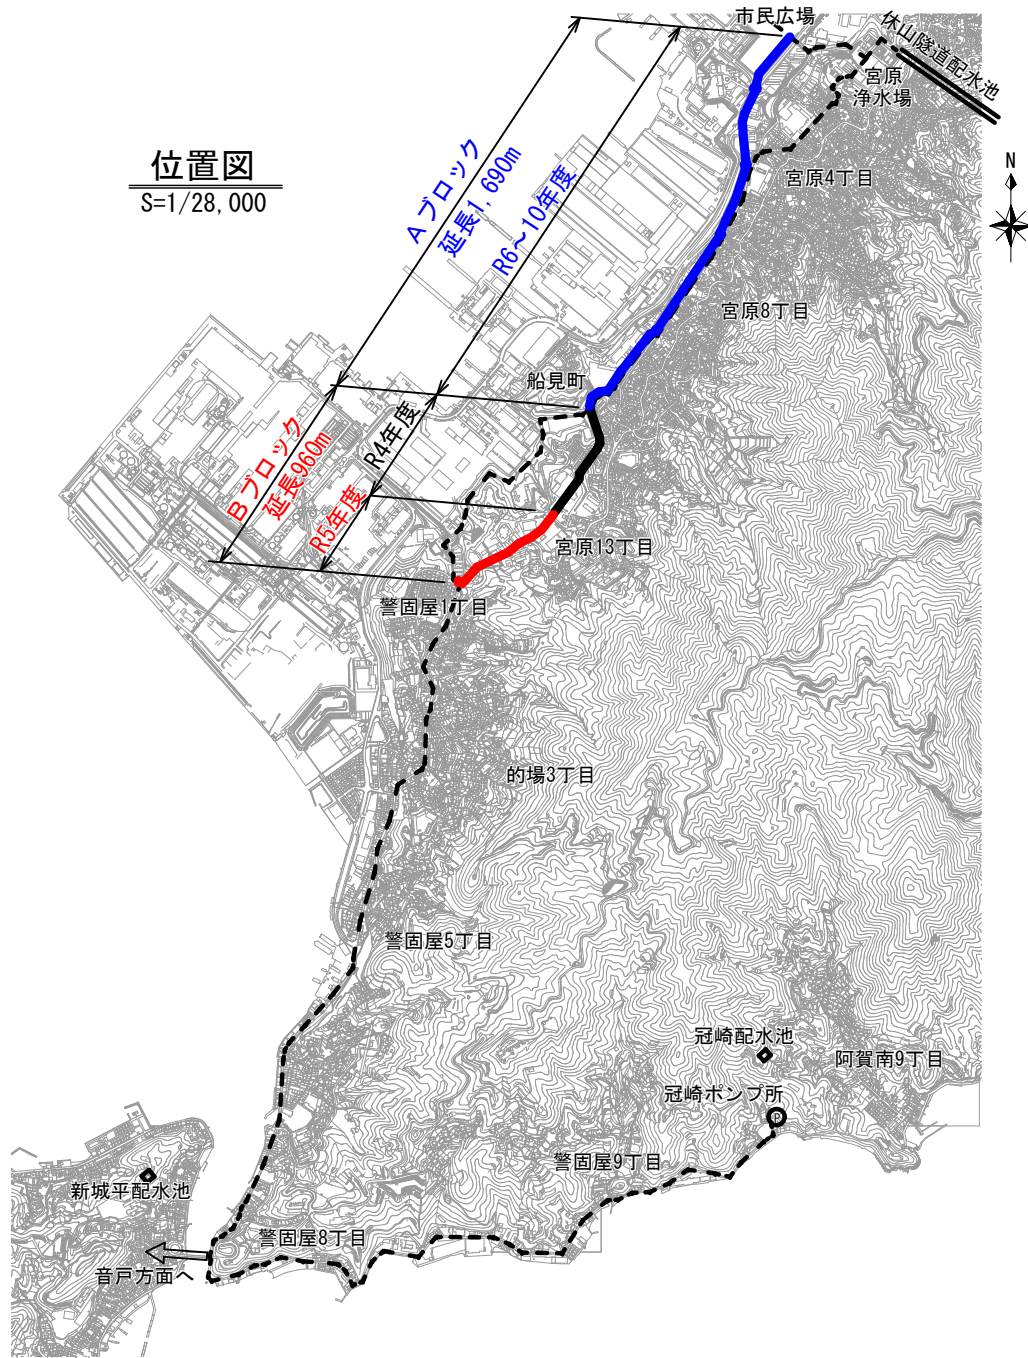 市民広場
休山隧道配水池
宮原
浄水場
位置図
S=1/28,000
A ブロック
延長1,690m
R6～10年度
N
宮原4丁目
宮原8丁目
船見町
B ブロック
延長960m
R4年度
R5年度
宮原13丁目
警固屋1丁目
的場3丁目
警固屋5丁目
冠崎配水池
阿賀南9丁目
冠崎ポンプ所
P
警固屋9丁目
新城平配水池
警固屋8丁目
音戸方面へ